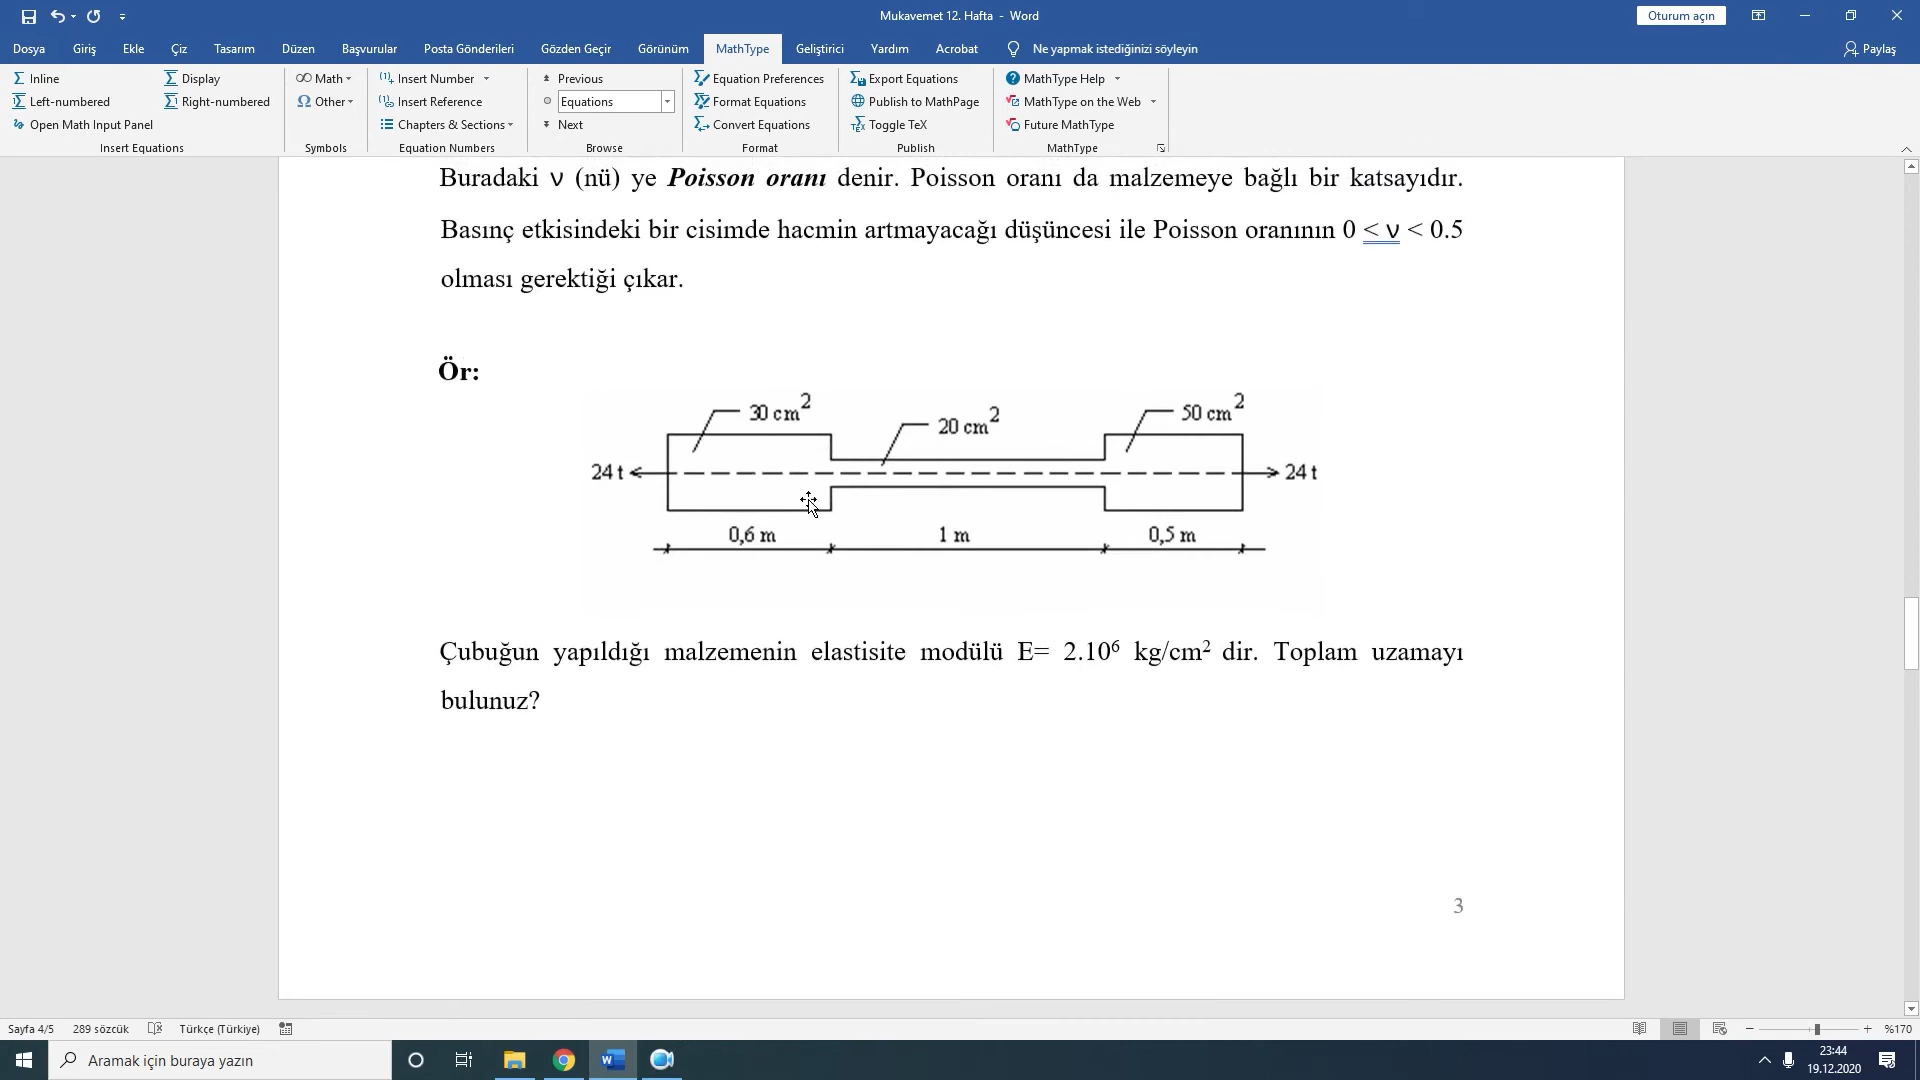 Mukavemet 12. Hafta - Word
Oturum açın
Dosya Giriş Ekle Çiz Tasarım Düzen Başvurular Posta Gönderileri Gözden Geçir Görünüm MathType Geliştirici Yardım Acrobat Ne yapmak istediğinizi söyleyin Paylaş
Inline Display Math Insert Number Previous Equation Preferences Export Equations MathType Help
Left-numbered Right-numbered Other Insert Reference Equations Format Equations Publish to MathPage MathType on the Web
Open Math Input Panel Chapters & Sections Next Convert Equations Toggle TeX Future MathType
Insert Equations Symbols Equation Numbers Browse Format Publish MathType
Buradaki ν (nü) ye Poisson oranı denir. Poisson oranı da malzemeye bağlı bir katsayıdır.
Basınç etkisindeki bir cisimde hacmin artmayacağı düşüncesi ile Poisson oranının 0 < ν < 0.5
olması gerektiği çıkar.
Ör:
30 cm² 20 cm² 50 cm²
24 t 24 t
0,6 m 1 m 0,5 m
Çubuğun yapıldığı malzemenin elastisite modülü E= 2.10⁶ kg/cm² dir. Toplam uzamayı
bulunuz?
3
Sayfa 4/5 289 sözcük Türkçe (Türkiye) %170
Aramak için buraya yazın
23:44
19.12.2020